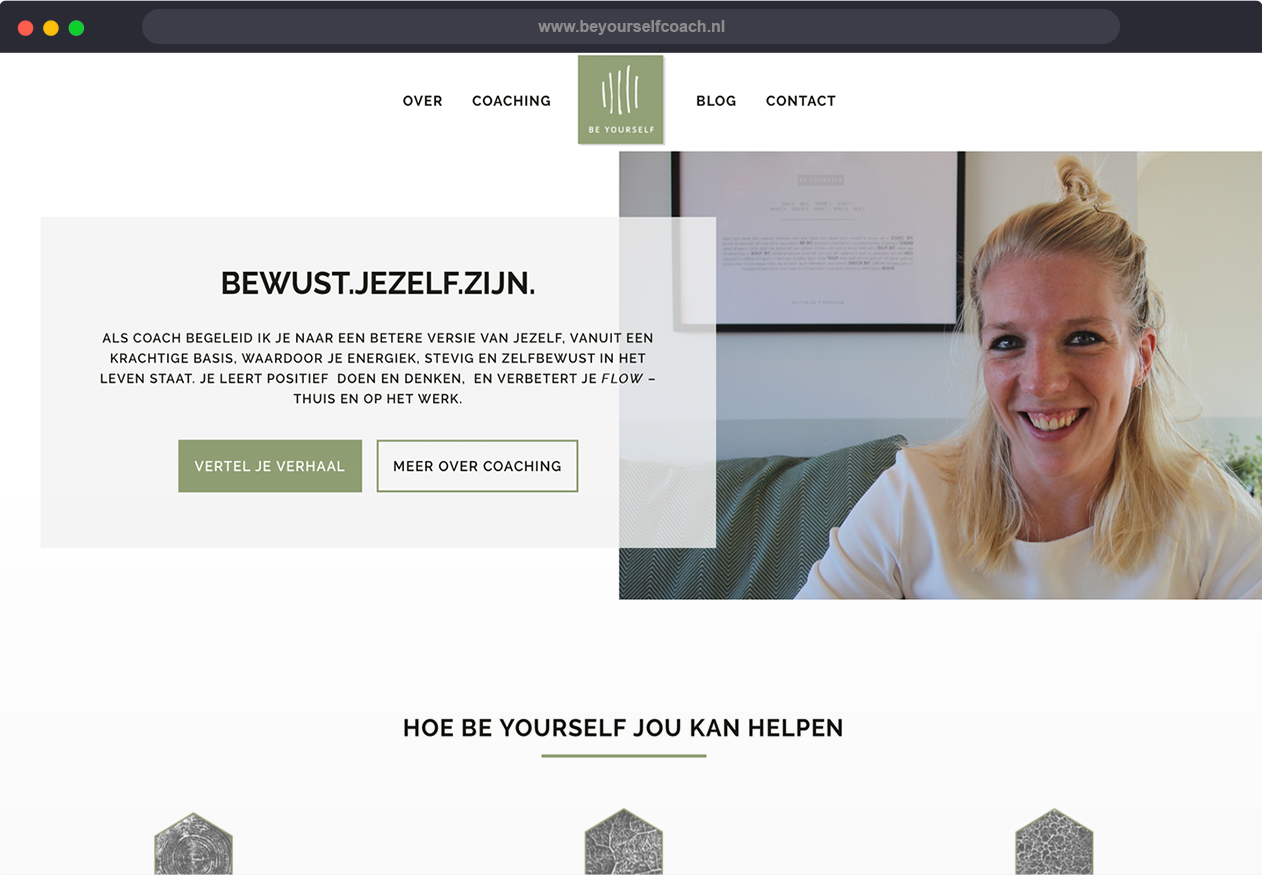 www.beyourselfcoach.nl
OVER COACHING BE YOURSELF BLOG CONTACT
BE YOURSELF
BEWUST.JEZELF.ZIJN.
ALS COACH BEGELEID IK JE NAAR EEN BETERE VERSIE VAN JEZELF, VANUIT EEN
KRACHTIGE BASIS, WAARDOOR JE ENERGIEK, STEVIG EN ZELFBEWUST IN HET
LEVEN STAAT. JE LEERT POSITIEF DOEN EN DENKEN, EN VERBETERT JE FLOW –
THUIS EN OP HET WERK.
VERTEL JE VERHAAL MEER OVER COACHING
HOE BE YOURSELF JOU KAN HELPEN